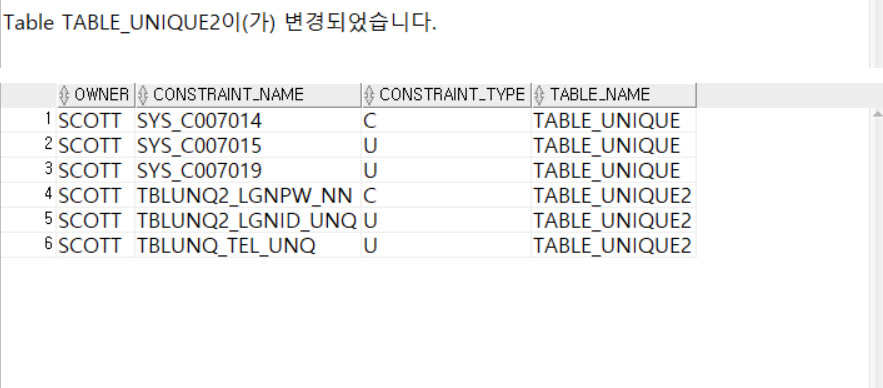 Table TABLE_UNIQUE2이(가) 변경되었습니다.
OWNER CONSTRAINT_NAME CONSTRAINT_TYPE TABLE_NAME
1 SCOTT SYS_C007014 C TABLE_UNIQUE
2 SCOTT SYS_C007015 U TABLE_UNIQUE
3 SCOTT SYS_C007019 U TABLE_UNIQUE
4 SCOTT TBLUNQ2_LGNPW_NN C TABLE_UNIQUE2
5 SCOTT TBLUNQ2_LGNID_UNQ U TABLE_UNIQUE2
6 SCOTT TBLUNQ_TEL_UNQ U TABLE_UNIQUE2